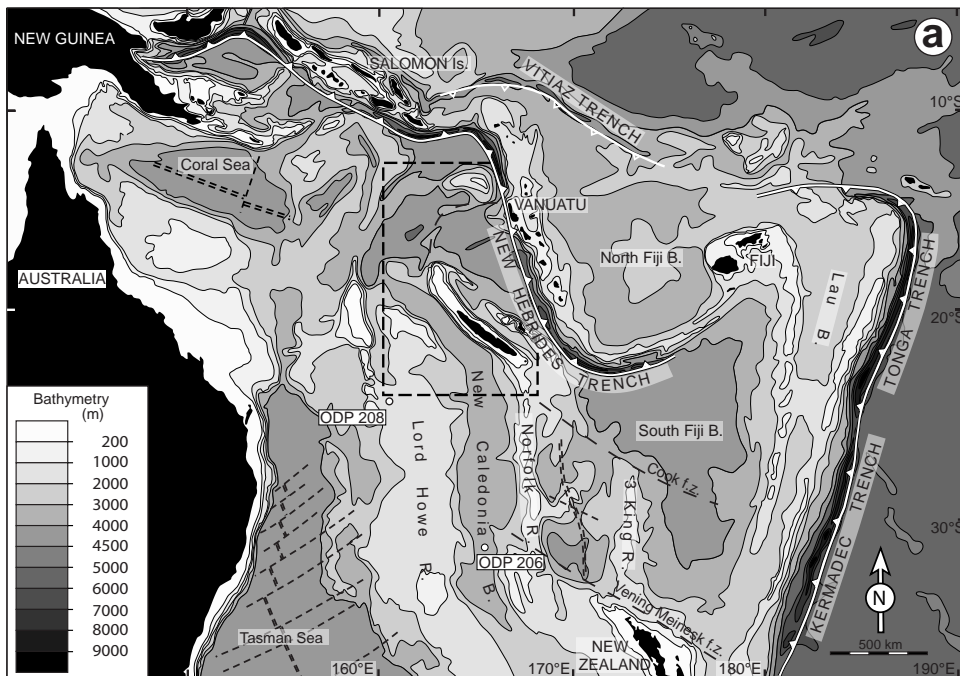 a
NEW GUINEA
SALOMON Is.
VITIAZ TRENCH
10°S
Coral Sea
VANUATU
NEW HEBRIDES TRENCH
North Fiji B.
FIJI
AUSTRALIA
Lau B.
TONGA TRENCH
20°S
Bathymetry
(m)
200
1000
2000
3000
4000
4500
5000
6000
7000
8000
9000
ODP 208
Lord Howe R.
New Caledonia B.
Norfolk R.
South Fiji B.
Cook f.z.
3 King R.
KERMADEC TRENCH
30°S
ODP 206
Vening Meinesk f.z.
N
Tasman Sea
NEW
ZEALAND
500 km
160°E
170°E
180°E
190°E